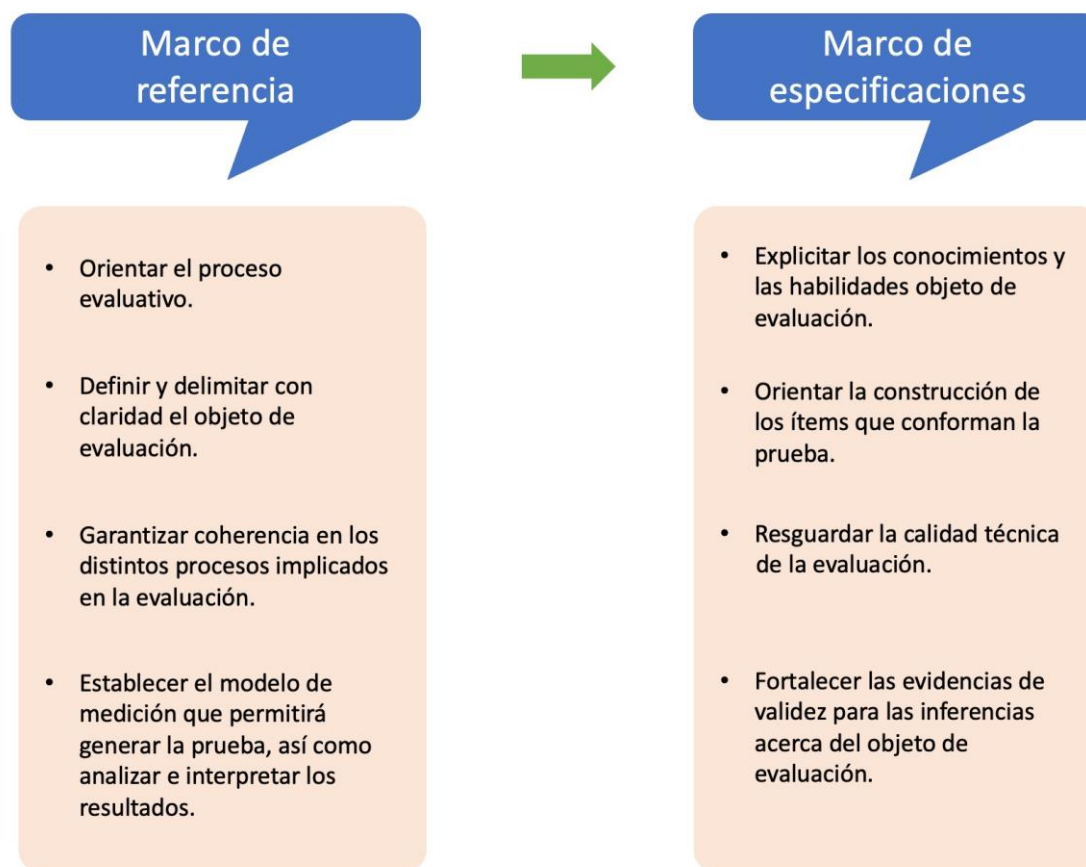 Marco de
referencia
• Orientar el proceso
evaluativo.
• Definir y delimitar con
claridad el objeto de
evaluación.
• Garantizar coherencia en los
distintos procesos implicados
en la evaluación.
• Establecer el modelo de
medición que permitirá
generar la prueba, así como
analizar e interpretar los
resultados.
Marco de
especificaciones
• Explicitar los conocimientos y
las habilidades objeto de
evaluación.
• Orientar la construcción de
los ítems que conforman la
prueba.
• Resguardar la calidad técnica
de la evaluación.
• Fortalecer las evidencias de
validez para las inferencias
acerca del objeto de
evaluación.